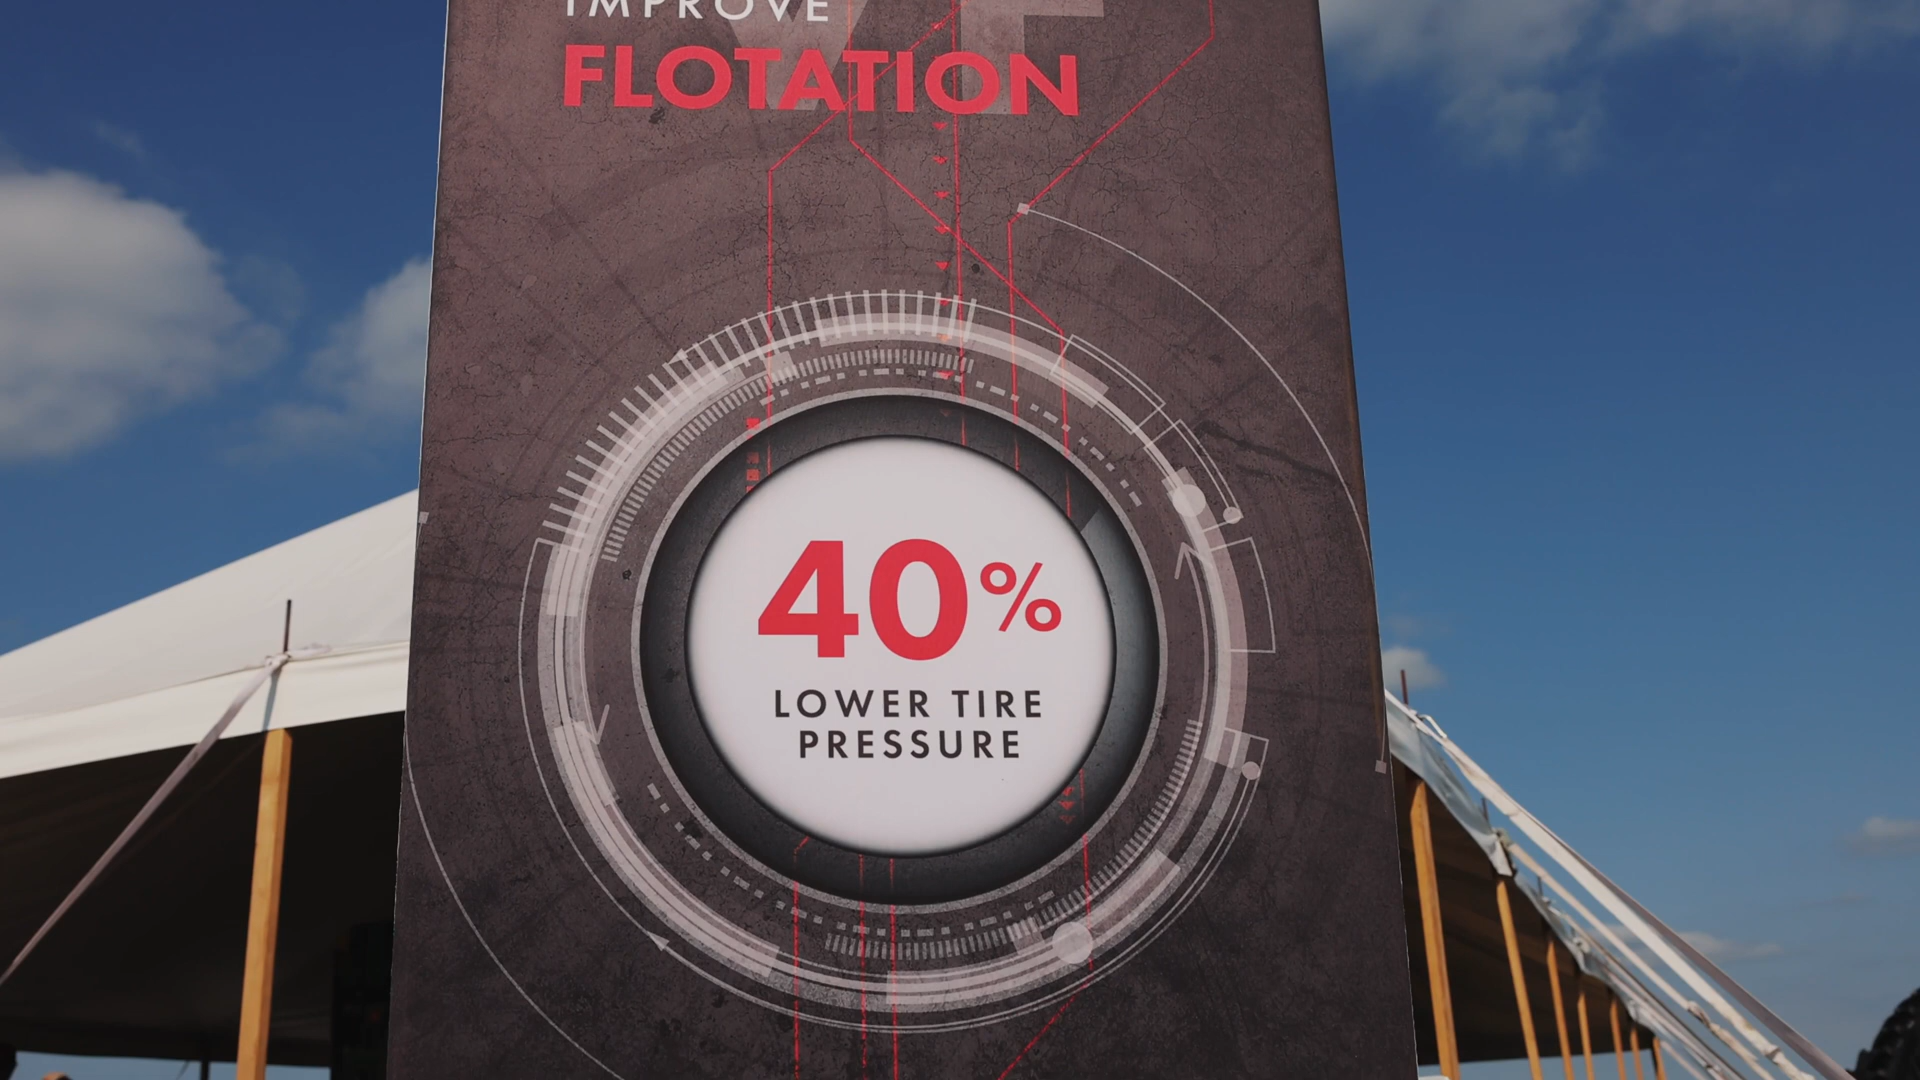 IMPROVE
FLOTATION
40%
LOWER TIRE
PRESSURE